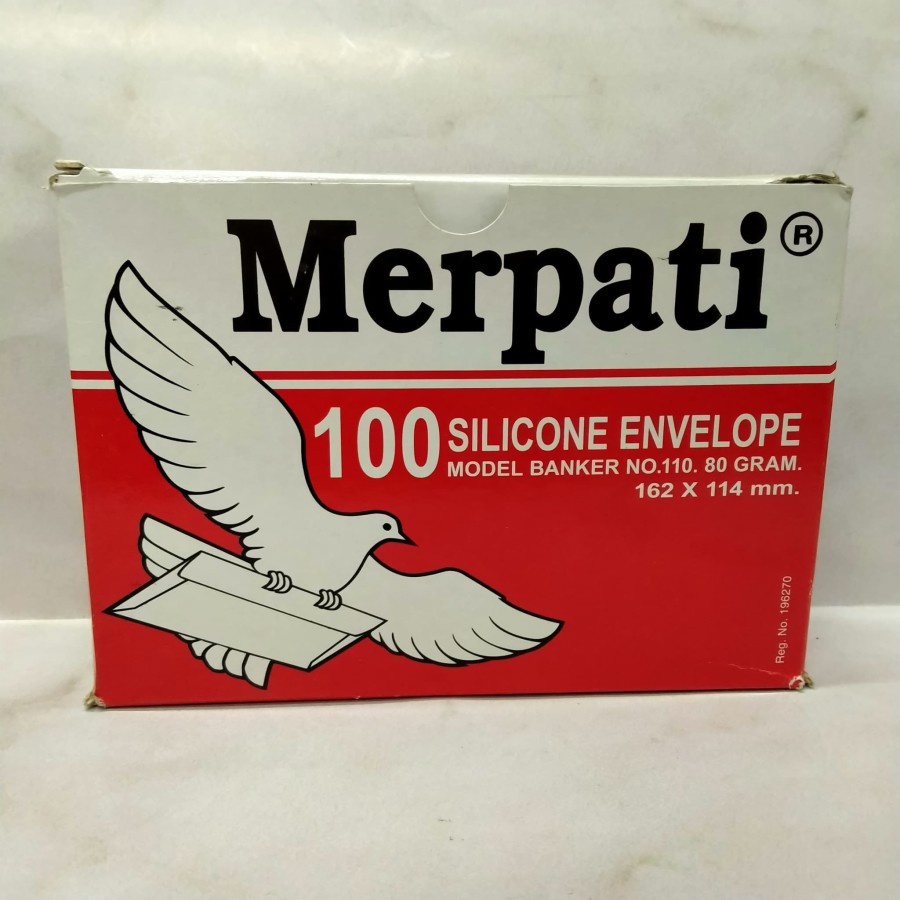 Merpati®
100 SILICONE ENVELOPE
MODEL BANKER NO.110. 80 GRAM.
162 X 114 mm.
Reg. No. 196270